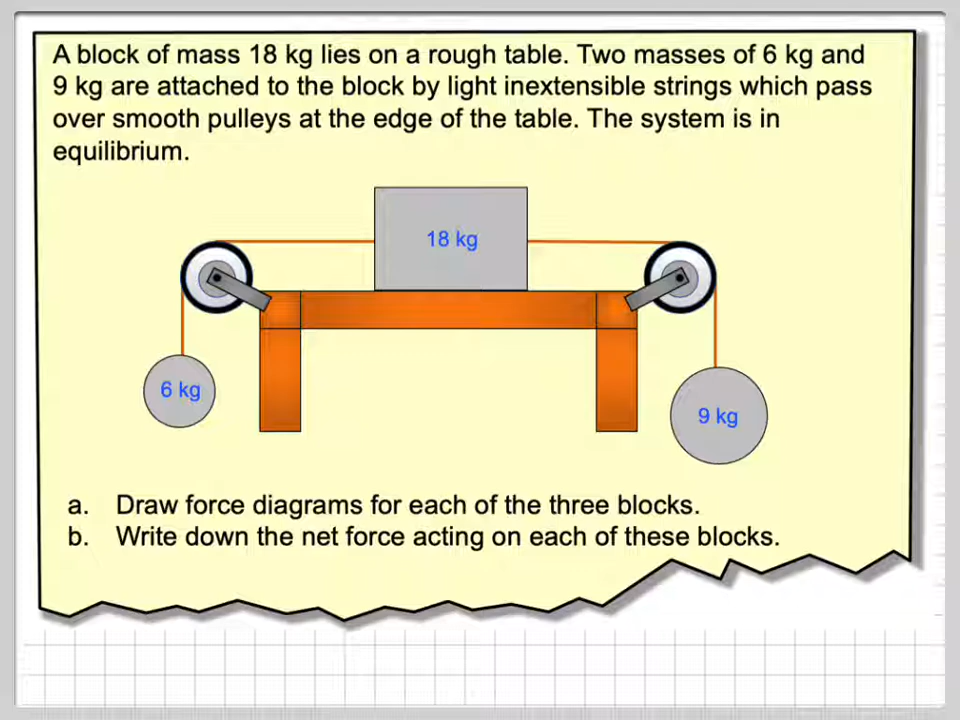 A block of mass 18 kg lies on a rough table. Two masses of 6 kg and
9 kg are attached to the block by light inextensible strings which pass
over smooth pulleys at the edge of the table. The system is in
equilibrium.
18 kg
6 kg
9 kg
a. Draw force diagrams for each of the three blocks.
b. Write down the net force acting on each of these blocks.